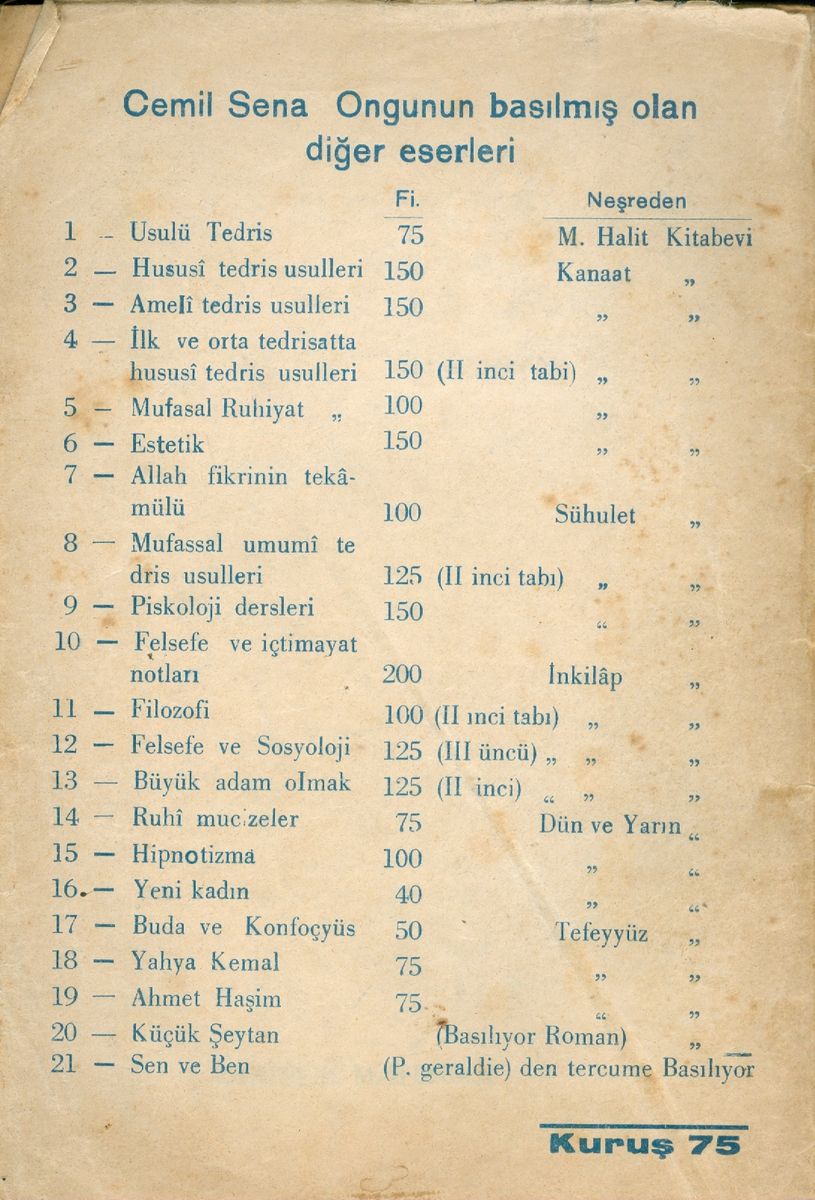 Cemil Sena Ongunun basılmış olan
diğer eserleri
Fi. Neşreden
1 — Usulü Tedris 75 M. Halit Kitabevi
2 — Hususî tedris usulleri 150 Kanaat „
3 — Amelî tedris usulleri 150 „ „
4 — İlk ve orta tedrisatta
hususî tedris usulleri 150 (II inci tabi) „ „
5 — Mufasal Ruhiyat „ 100 „
6 — Estetik 150 „ „
7 — Allah fikrinin tekâ-
mülü 100 Sühulet „
8 — Mufassal umumî te
dris usulleri 125 (II inci tabı) „ „
9 — Piskoloji dersleri 150 “ „
10 — Felsefe ve içtimayat
notları 200 İnkilâp „
11 — Filozofi 100 (II inci tabı) „ „
12 — Felsefe ve Sosyoloji 125 (III üncü) „ „ „
13 — Büyük adam olmak 125 (II inci) “ „ „
14 — Ruhî mucizeler 75 Dün ve Yarın “
15 — Hipnotizma 100 „ “
16.— Yeni kadın 40 „ “
17 — Buda ve Konfoçyüs 50 Tefeyyüz „
18 — Yahya Kemal 75 „ „
19 — Ahmet Haşim 75 “ „
20 — Küçük Şeytan (Basılıyor Roman) „
21 — Sen ve Ben (P. geraldie) den tercume Basılıyor
Kuruş 75